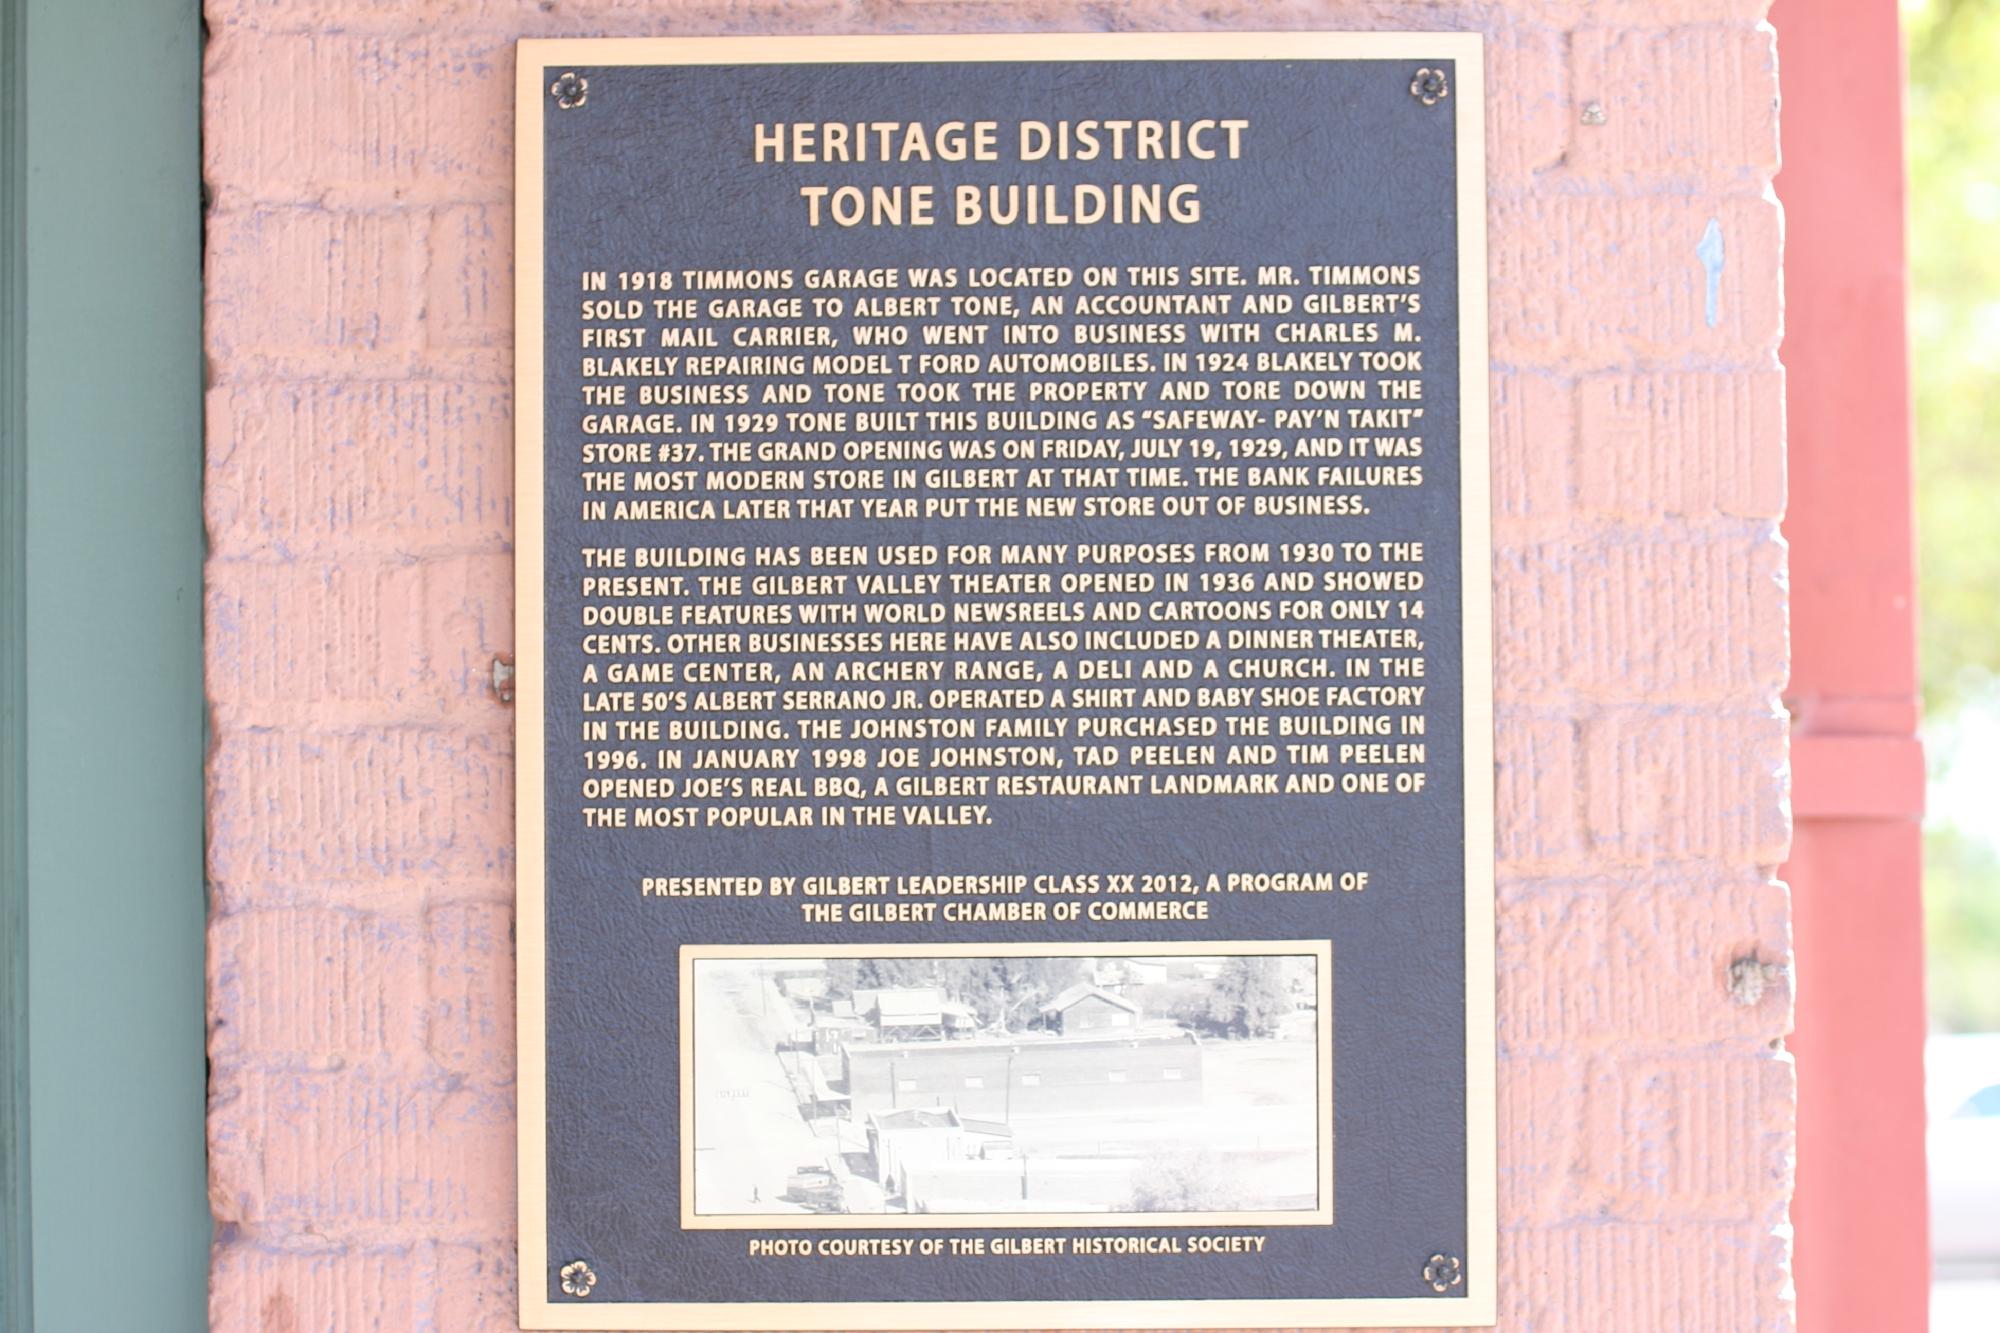 HERITAGE DISTRICT
TONE BUILDING
IN 1918 TIMMONS GARAGE WAS LOCATED ON THIS SITE. MR. TIMMONS
SOLD THE GARAGE TO ALBERT TONE, AN ACCOUNTANT AND GILBERT'S
FIRST MAIL CARRIER, WHO WENT INTO BUSINESS WITH CHARLES M.
BLAKELY REPAIRING MODEL T FORD AUTOMOBILES. IN 1924 BLAKELY TOOK
THE BUSINESS AND TONE TOOK THE PROPERTY AND TORE DOWN THE
GARAGE. IN 1929 TONE BUILT THIS BUILDING AS "SAFEWAY- PAY'N TAKIT"
STORE #37. THE GRAND OPENING WAS ON FRIDAY, JULY 19, 1929, AND IT WAS
THE MOST MODERN STORE IN GILBERT AT THAT TIME. THE BANK FAILURES
IN AMERICA LATER THAT YEAR PUT THE NEW STORE OUT OF BUSINESS.
THE BUILDING HAS BEEN USED FOR MANY PURPOSES FROM 1930 TO THE
PRESENT. THE GILBERT VALLEY THEATER OPENED IN 1936 AND SHOWED
DOUBLE FEATURES WITH WORLD NEWSREELS AND CARTOONS FOR ONLY 14
CENTS. OTHER BUSINESSES HERE HAVE ALSO INCLUDED A DINNER THEATER,
A GAME CENTER, AN ARCHERY RANGE, A DELI AND A CHURCH. IN THE
LATE 50'S ALBERT SERRANO JR. OPERATED A SHIRT AND BABY SHOE FACTORY
IN THE BUILDING. THE JOHNSTON FAMILY PURCHASED THE BUILDING IN
1996. IN JANUARY 1998 JOE JOHNSTON, TAD PEELEN AND TIM PEELEN
OPENED JOE'S REAL BBQ, A GILBERT RESTAURANT LANDMARK AND ONE OF
THE MOST POPULAR IN THE VALLEY.
PRESENTED BY GILBERT LEADERSHIP CLASS XX 2012, A PROGRAM OF
THE GILBERT CHAMBER OF COMMERCE
GILBERT
PHOTO COURTESY OF THE GILBERT HISTORICAL SOCIETY